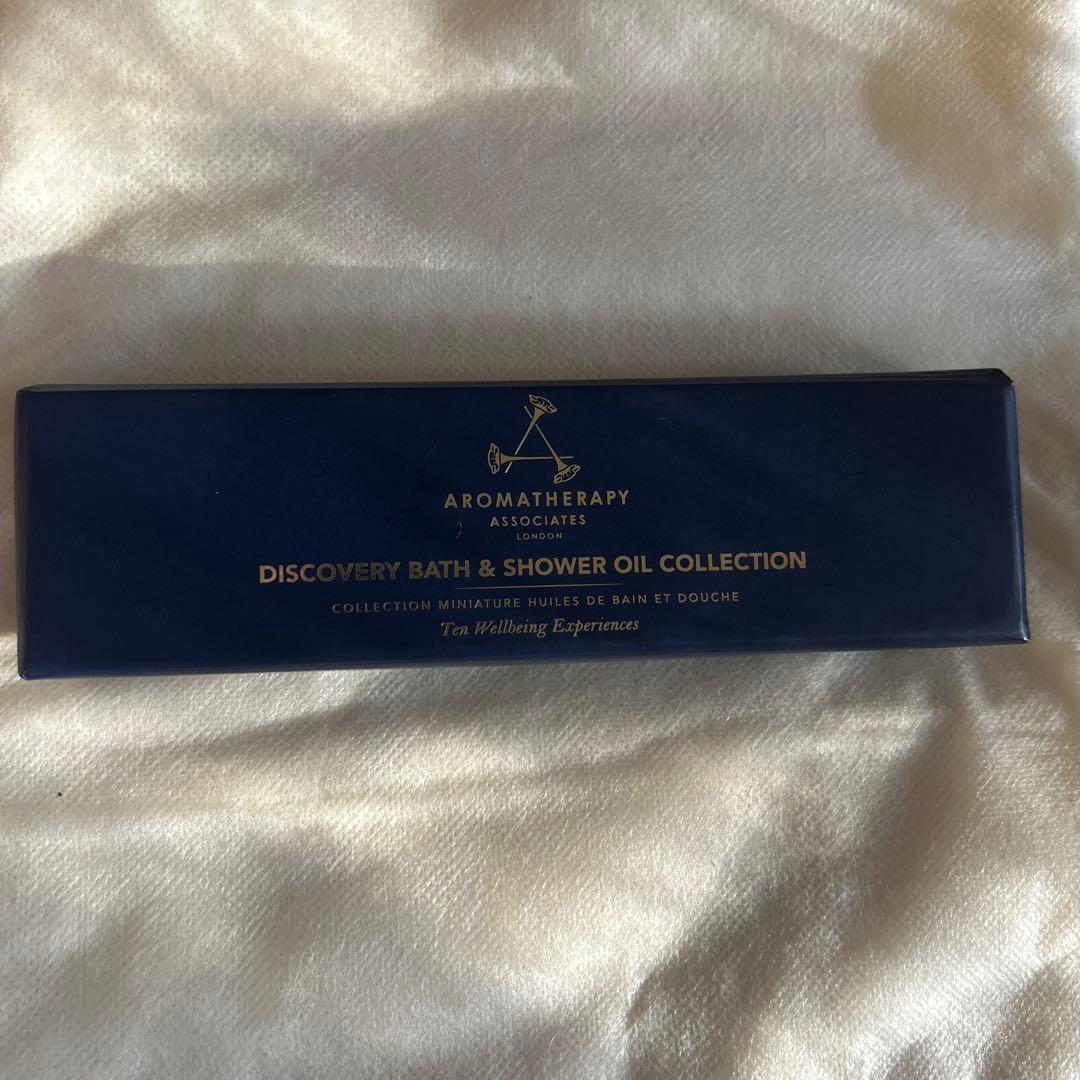 AROMATHERAPY
ASSOCIATES
LONDON
DISCOVERY BATH & SHOWER OIL COLLECTION
COLLECTION MINIATURE HUILES DE BAIN ET DOUCHE
Ten Wellbeing Experiences